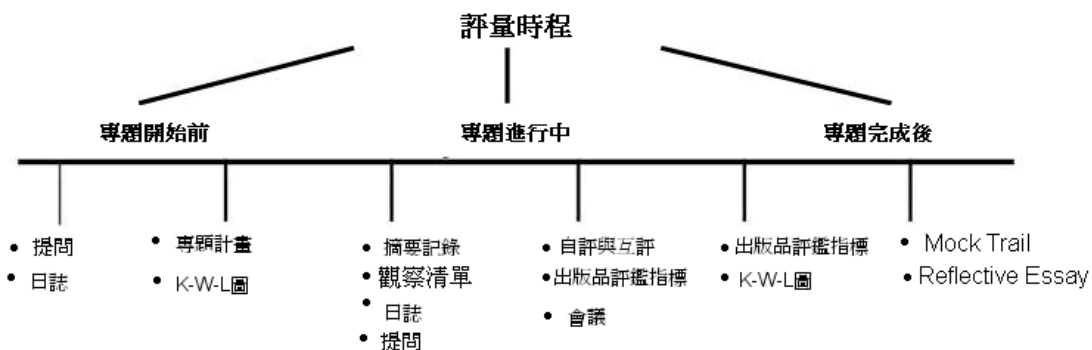 評量時程
專題開始前
專題進行中
專題完成後
• 提問
• 日誌
• 專題計畫
• K-W-L圖
• 摘要記錄
• 觀察清單
• 日誌
• 提問
• 自評與互評
• 出版品評鑑指標
• 會議
• 出版品評鑑指標
• K-W-L圖
• Mock Trail
• Reflective Essay